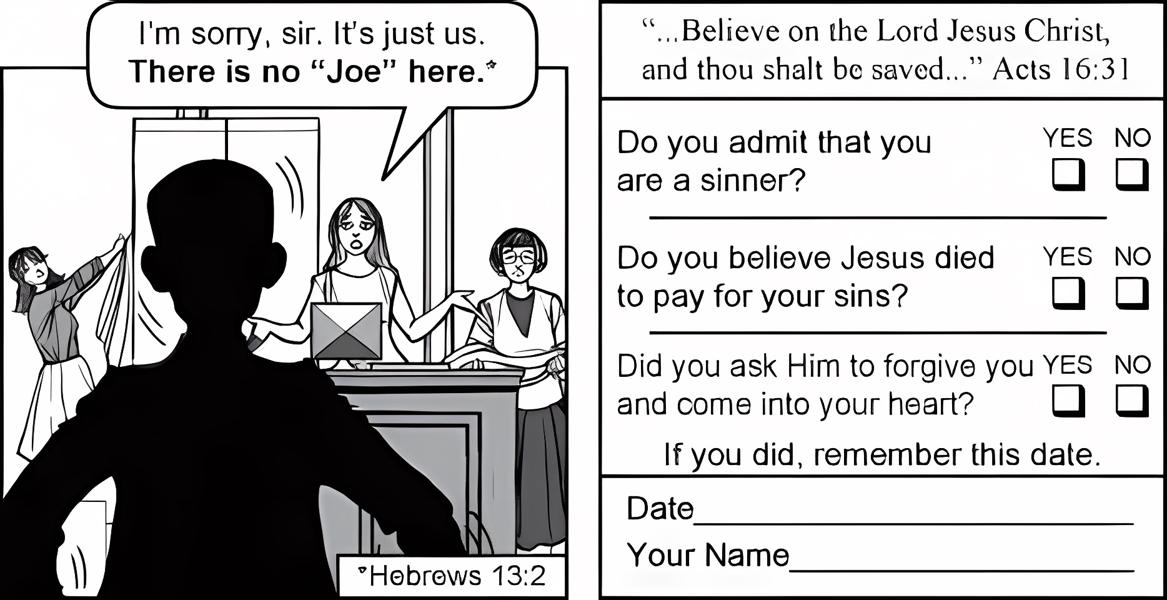 I'm sorry, sir. It's just us.
There is no “Joe” here.*
*Hebrews 13:2
“...Believe on the Lord Jesus Christ,
and thou shalt be saved...” Acts 16:31
Do you admit that you
are a sinner?
YES NO
Do you believe Jesus died
to pay for your sins?
YES NO
Did you ask Him to forgive you
and come into your heart?
YES NO
If you did, remember this date.
Date
Your Name